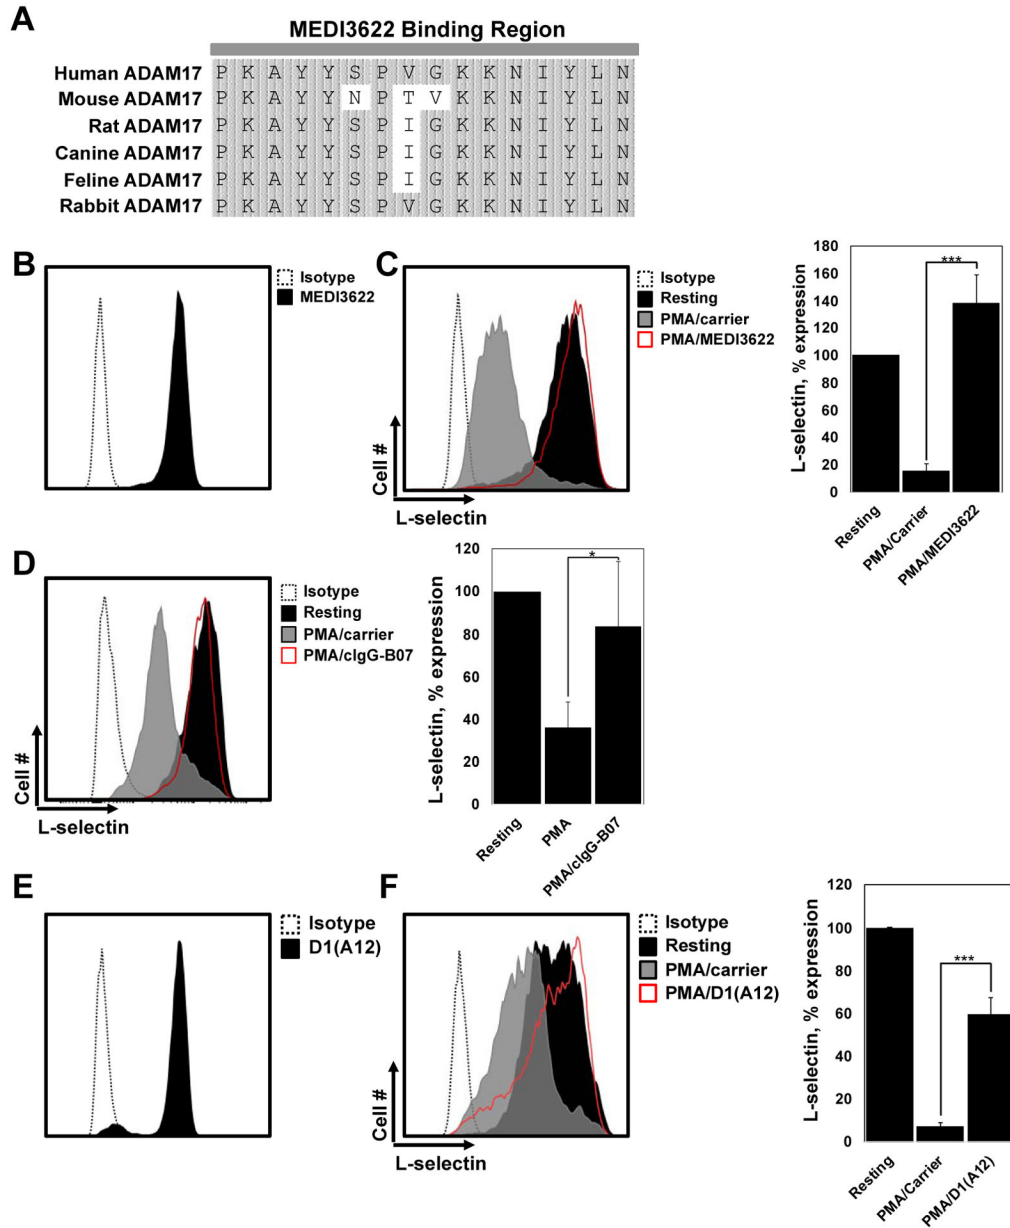 A
MEDI3622 Binding Region
Human ADAM17 P K A Y Y S P V G K K N I Y L N
Mouse ADAM17 P K A Y Y N P T V K K N I Y L N
Rat ADAM17 P K A Y Y S P I G K K N I Y L N
Canine ADAM17 P K A Y Y S P I G K K N I Y L N
Feline ADAM17 P K A Y Y S P I G K K N I Y L N
Rabbit ADAM17 P K A Y Y S P V G K K N I Y L N
B
Isotype
MEDI3622
C
Cell #
L-selectin
Isotype
Resting
PMA/carrier
PMA/MEDI3622
L-selectin, % expression
180
160
140
120
100
80
60
40
20
0
***
Resting
PMA/Carrier
PMA/MEDI3622
D
Cell #
L-selectin
Isotype
Resting
PMA/carrier
PMA/cIgG-B07
L-selectin, % expression
120
100
80
60
40
20
0
*
Resting
PMA
PMA/cIgG-B07
E
Isotype
D1(A12)
F
Cell #
L-selectin
Isotype
Resting
PMA/carrier
PMA/D1(A12)
L-selectin, % expression
120
100
80
60
40
20
0
***
Resting
PMA/Carrier
PMA/D1(A12)